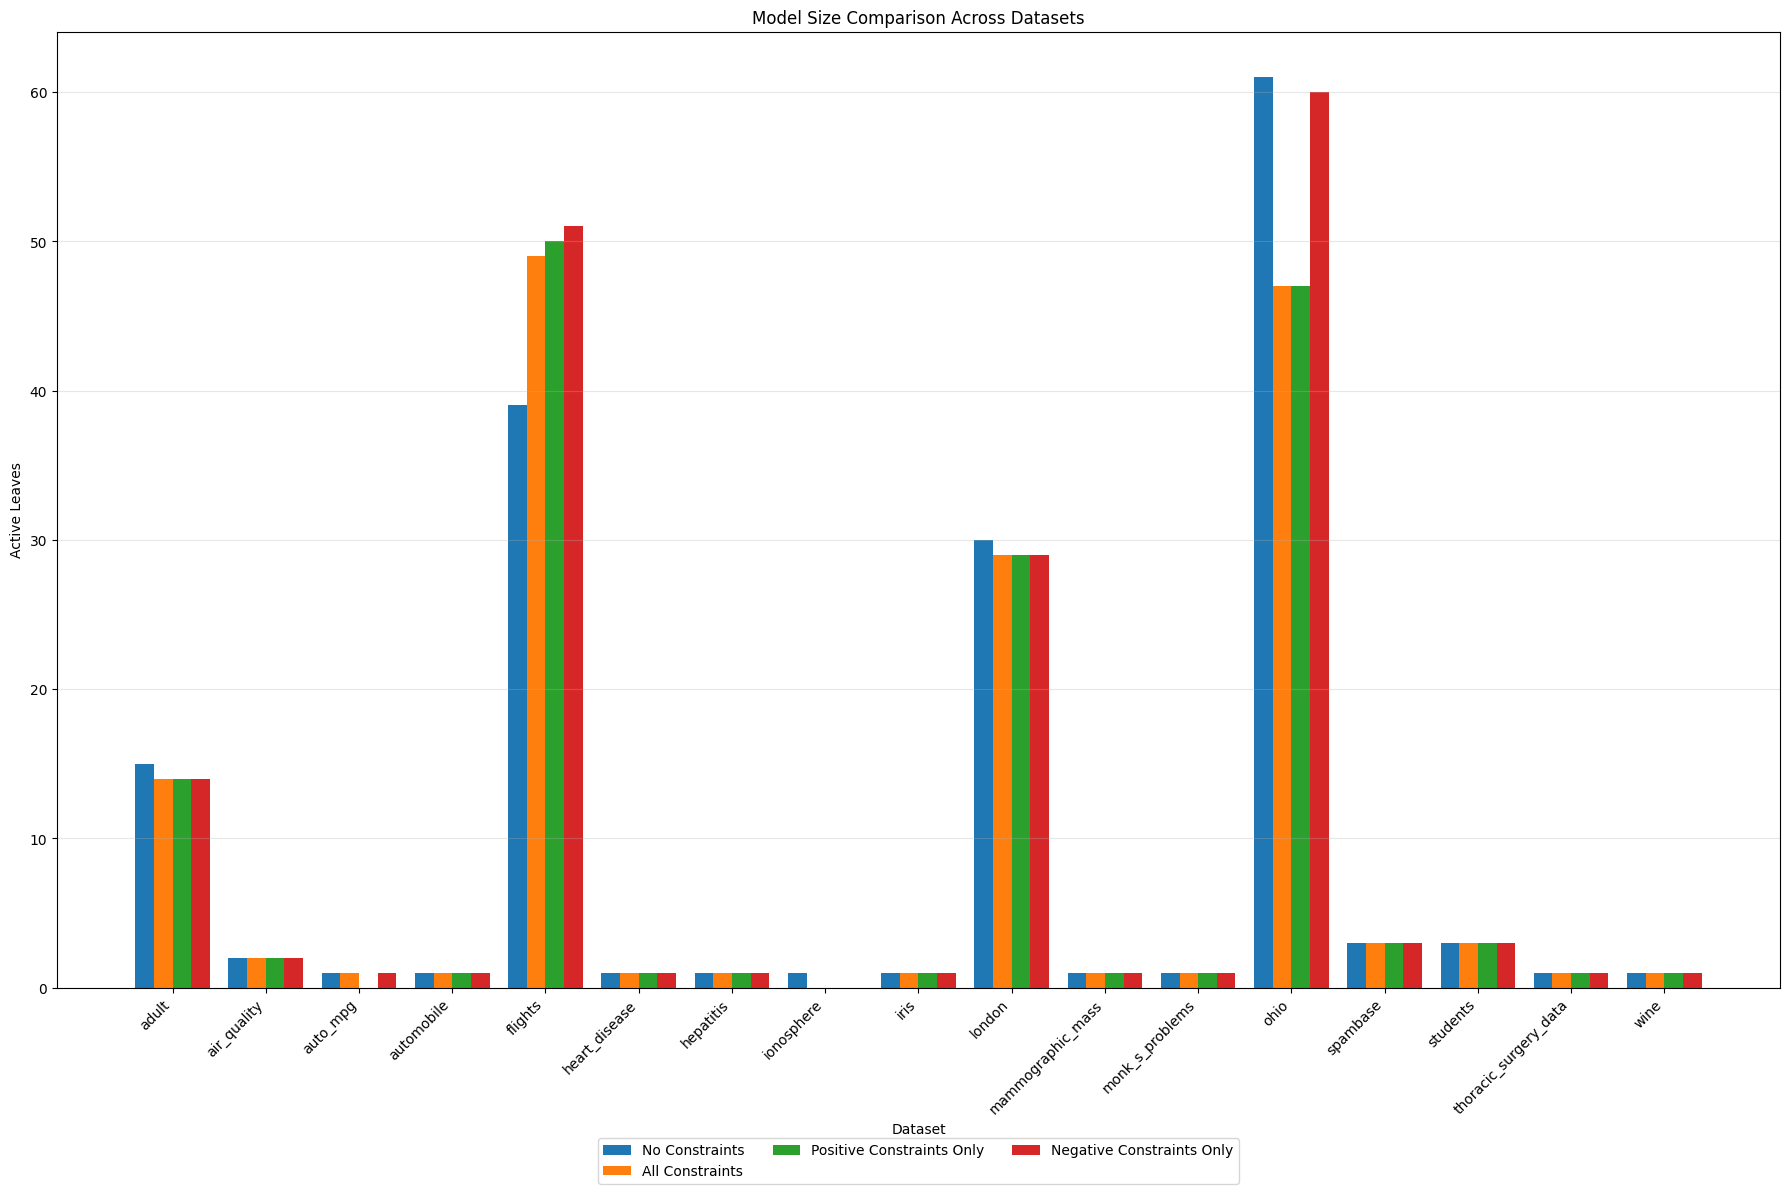 Model Size Comparison Across Datasets
Active Leaves
60
50
40
30
20
10
0
adult
air_quality
auto_mpg
automobile
flights
heart_disease
hepatitis
ionosphere
iris
london
mammographic_mass
monk_s_problems
ohio
spambase
students
thoracic_surgery_data
wine
Dataset
No Constraints
All Constraints
Positive Constraints Only
Negative Constraints Only